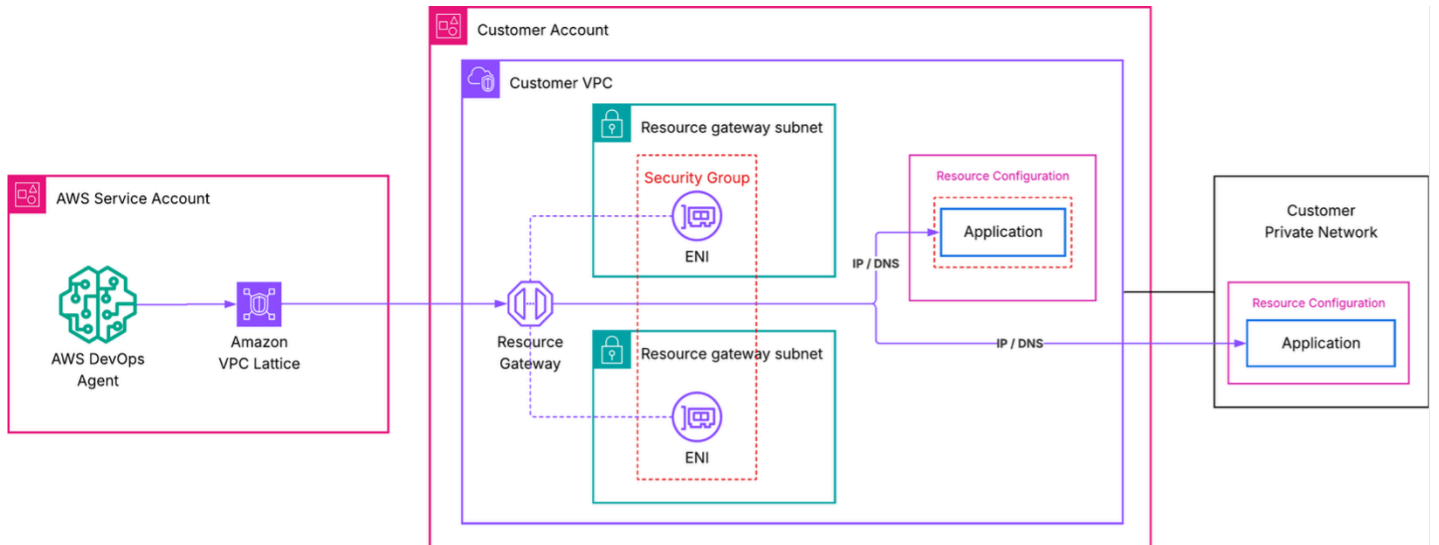 Customer Account
Customer VPC
Resource gateway subnet
Security Group
ENI
Resource Configuration
Application
AWS Service Account
Customer
Private Network
IP / DNS
Resource Configuration
Application
IP / DNS
AWS DevOps
Agent
Amazon
VPC Lattice
Resource
Gateway
Resource gateway subnet
ENI